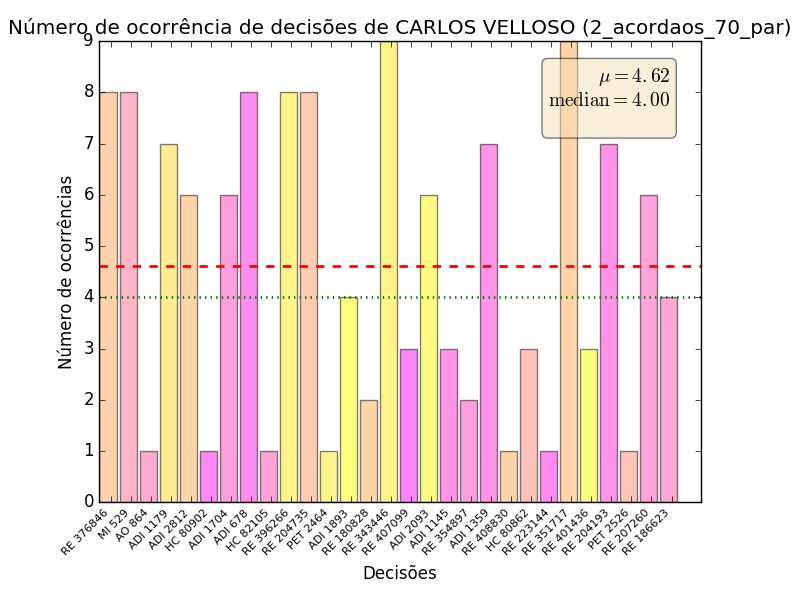 Número de ocorrência de decisões de CARLOS VELLOSO (2_acordaos_70_par)
μ = 4.62
median = 4.00
Número de ocorrências
9
8
7
6
5
4
3
2
1
0
RE 376846
MI 529
AO 864
ADI 1179
ADI 2812
HC 80902
ADI 1704
ADI 678
HC 82105
RE 396266
RE 204735
PET 2464
ADI 1893
RE 180828
RE 343446
RE 407099
ADI 2093
ADI 1145
RE 354897
ADI 1359
RE 408830
HC 80862
RE 223144
RE 351717
RE 401436
RE 204193
PET 2526
RE 207260
RE 186623
Decisões